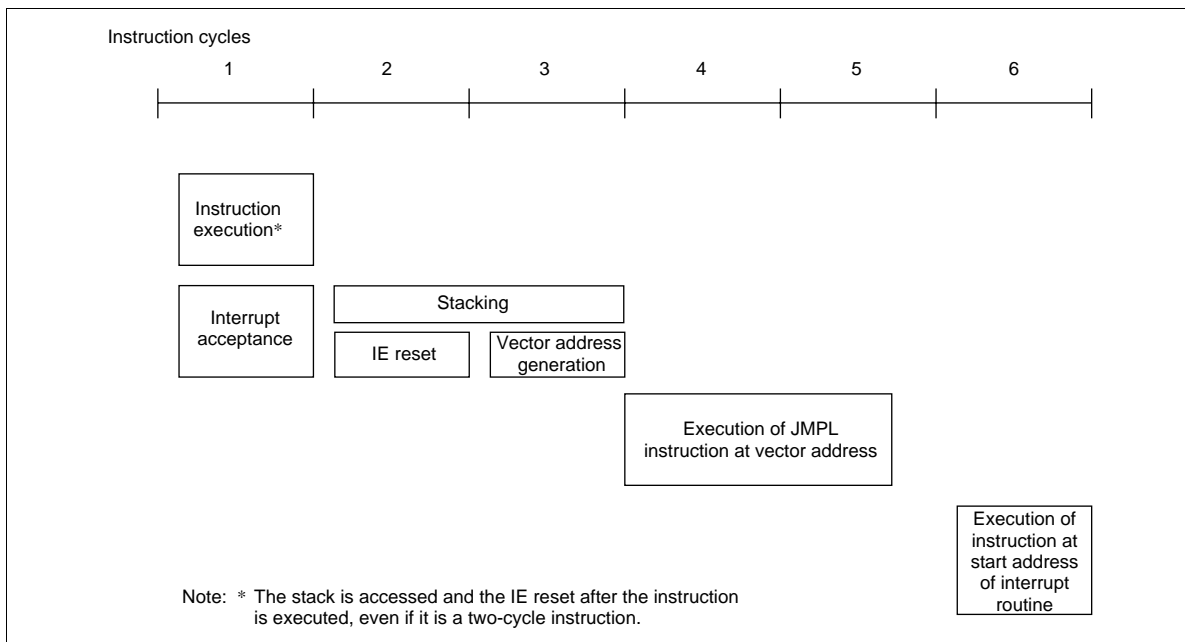 Instruction cycles
1 2 3 4 5 6
Instruction
execution*
Interrupt
acceptance
Stacking
IE reset
Vector address
generation
Execution of JMPL
instruction at vector address
Execution of
instruction at
start address
of interrupt
routine
Note: * The stack is accessed and the IE reset after the instruction
is executed, even if it is a two-cycle instruction.